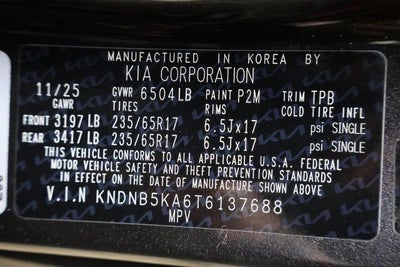 MANUFACTURED IN KOREA BY
KIA CORPORATION
11/25 GVWR 6504LB PAINT P2M TRIM TPB
GAWR TIRES RIMS COLD TIRE INFL
FRONT 3197 LB 235/65R17 6.5Jx17 psi SINGLE
REAR 3417 LB 235/65R17 6.5Jx17 psi SINGLE
THIS VEHICLE CONFORMS TO ALL APPLICABLE U.S.A. FEDERAL
MOTOR VEHICLE SAFETY AND THEFT PREVENTION STANDARDS
IN EFFECT ON THE DATE OF MANUFACTURE SHOWN ABOVE
V.I.N KNDNB5KA6T6137688
MPV